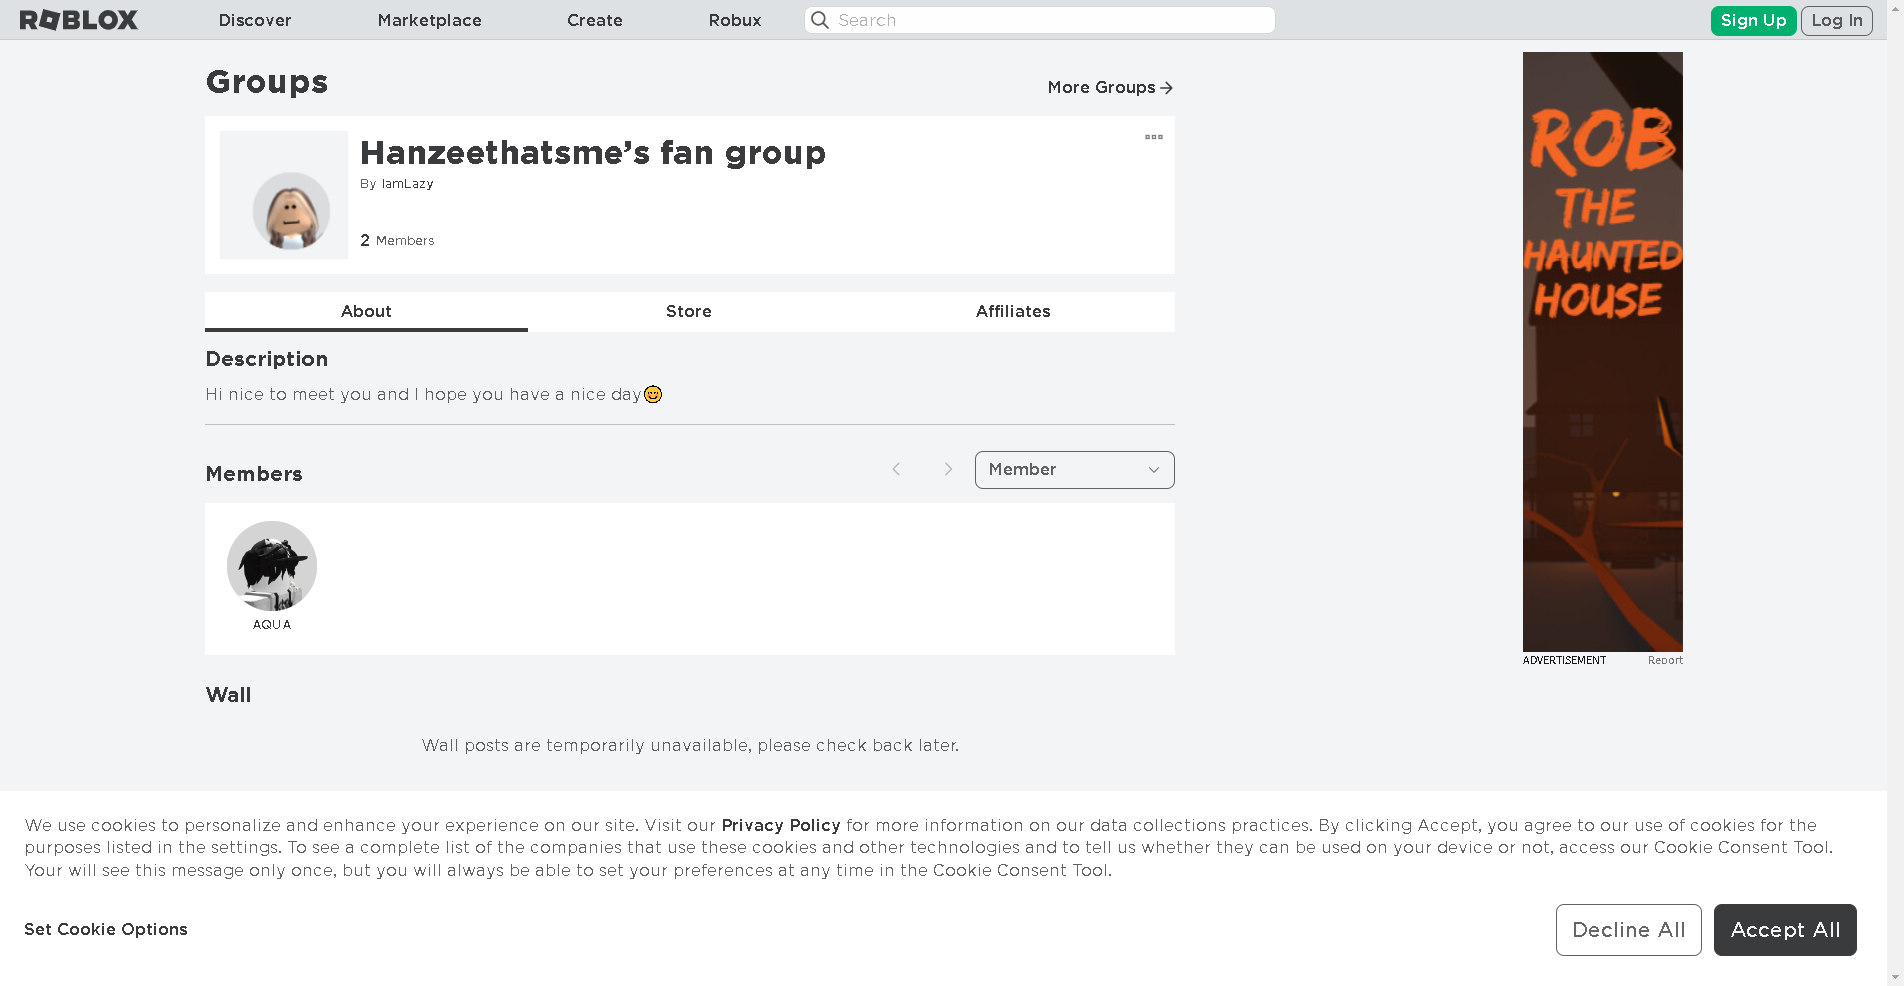 ROBLOX Discover Marketplace Create Robux Search Sign Up Log In
Groups
More Groups
Hanzeethatsme's fan group
By IamLazy
2 Members
About Store Affiliates
Description
Hi nice to meet you and I hope you have a nice day😊
Members
Member
AQUA
Wall
Wall posts are temporarily unavailable, please check back later.
ROB
THE
HAUNTED
HOUSE
ADVERTISEMENT Report
We use cookies to personalize and enhance your experience on our site. Visit our Privacy Policy for more information on our data collections practices. By clicking Accept, you agree to our use of cookies for the
purposes listed in the settings. To see a complete list of the companies that use these cookies and other technologies and to tell us whether they can be used on your device or not, access our Cookie Consent Tool.
Your will see this message only once, but you will always be able to set your preferences at any time in the Cookie Consent Tool.
Set Cookie Options
Decline All
Accept All